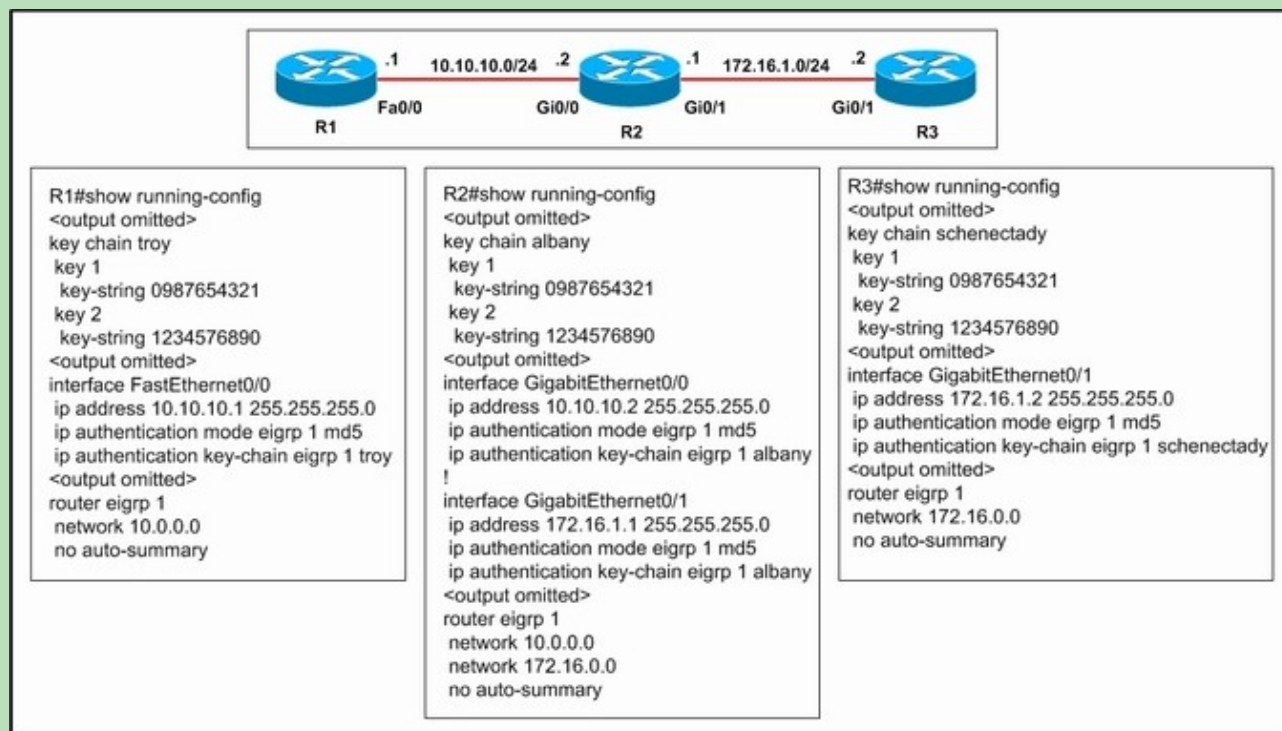 .1 10.10.10.0/24 .2 .1 172.16.1.0/24 .2
Fa0/0 Gi0/0 Gi0/1 Gi0/1
R1 R2 R3
R1#show running-config
<output omitted>
key chain troy
key 1
key-string 0987654321
key 2
key-string 1234576890
<output omitted>
interface FastEthernet0/0
ip address 10.10.10.1 255.255.255.0
ip authentication mode eigrp 1 md5
ip authentication key-chain eigrp 1 troy
<output omitted>
router eigrp 1
network 10.0.0.0
no auto-summary
R2#show running-config
<output omitted>
key chain albany
key 1
key-string 0987654321
key 2
key-string 1234576890
<output omitted>
interface GigabitEthernet0/0
ip address 10.10.10.2 255.255.255.0
ip authentication mode eigrp 1 md5
ip authentication key-chain eigrp 1 albany
!
interface GigabitEthernet0/1
ip address 172.16.1.1 255.255.255.0
ip authentication mode eigrp 1 md5
ip authentication key-chain eigrp 1 albany
<output omitted>
router eigrp 1
network 10.0.0.0
network 172.16.0.0
no auto-summary
R3#show running-config
<output omitted>
key chain schenectady
key 1
key-string 0987654321
key 2
key-string 1234576890
<output omitted>
interface GigabitEthernet0/1
ip address 172.16.1.2 255.255.255.0
ip authentication mode eigrp 1 md5
ip authentication key-chain eigrp 1 schenectady
<output omitted>
router eigrp 1
network 172.16.0.0
no auto-summary